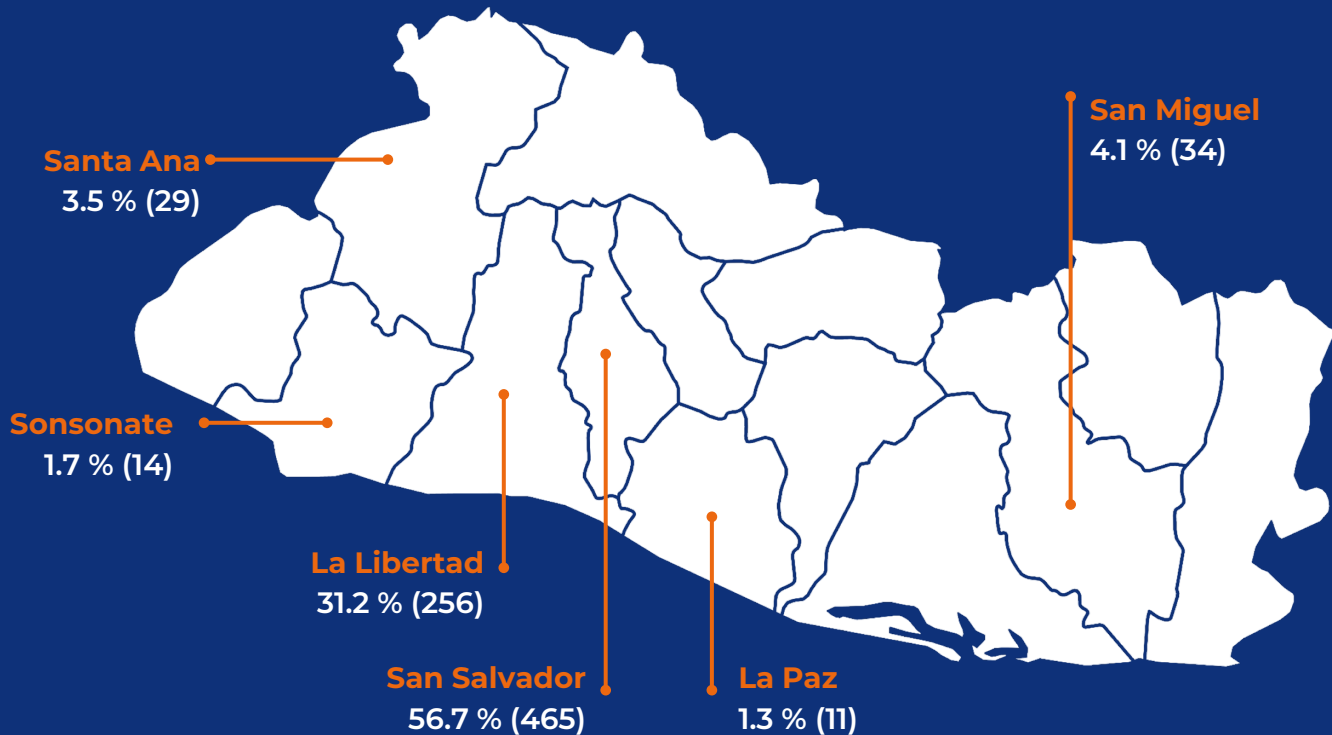 San Miguel
4.1 % (34)
Santa Ana
3.5 % (29)
Sonsonate
1.7 % (14)
La Libertad
31.2 % (256)
San Salvador
56.7 % (465)
La Paz
1.3 % (11)